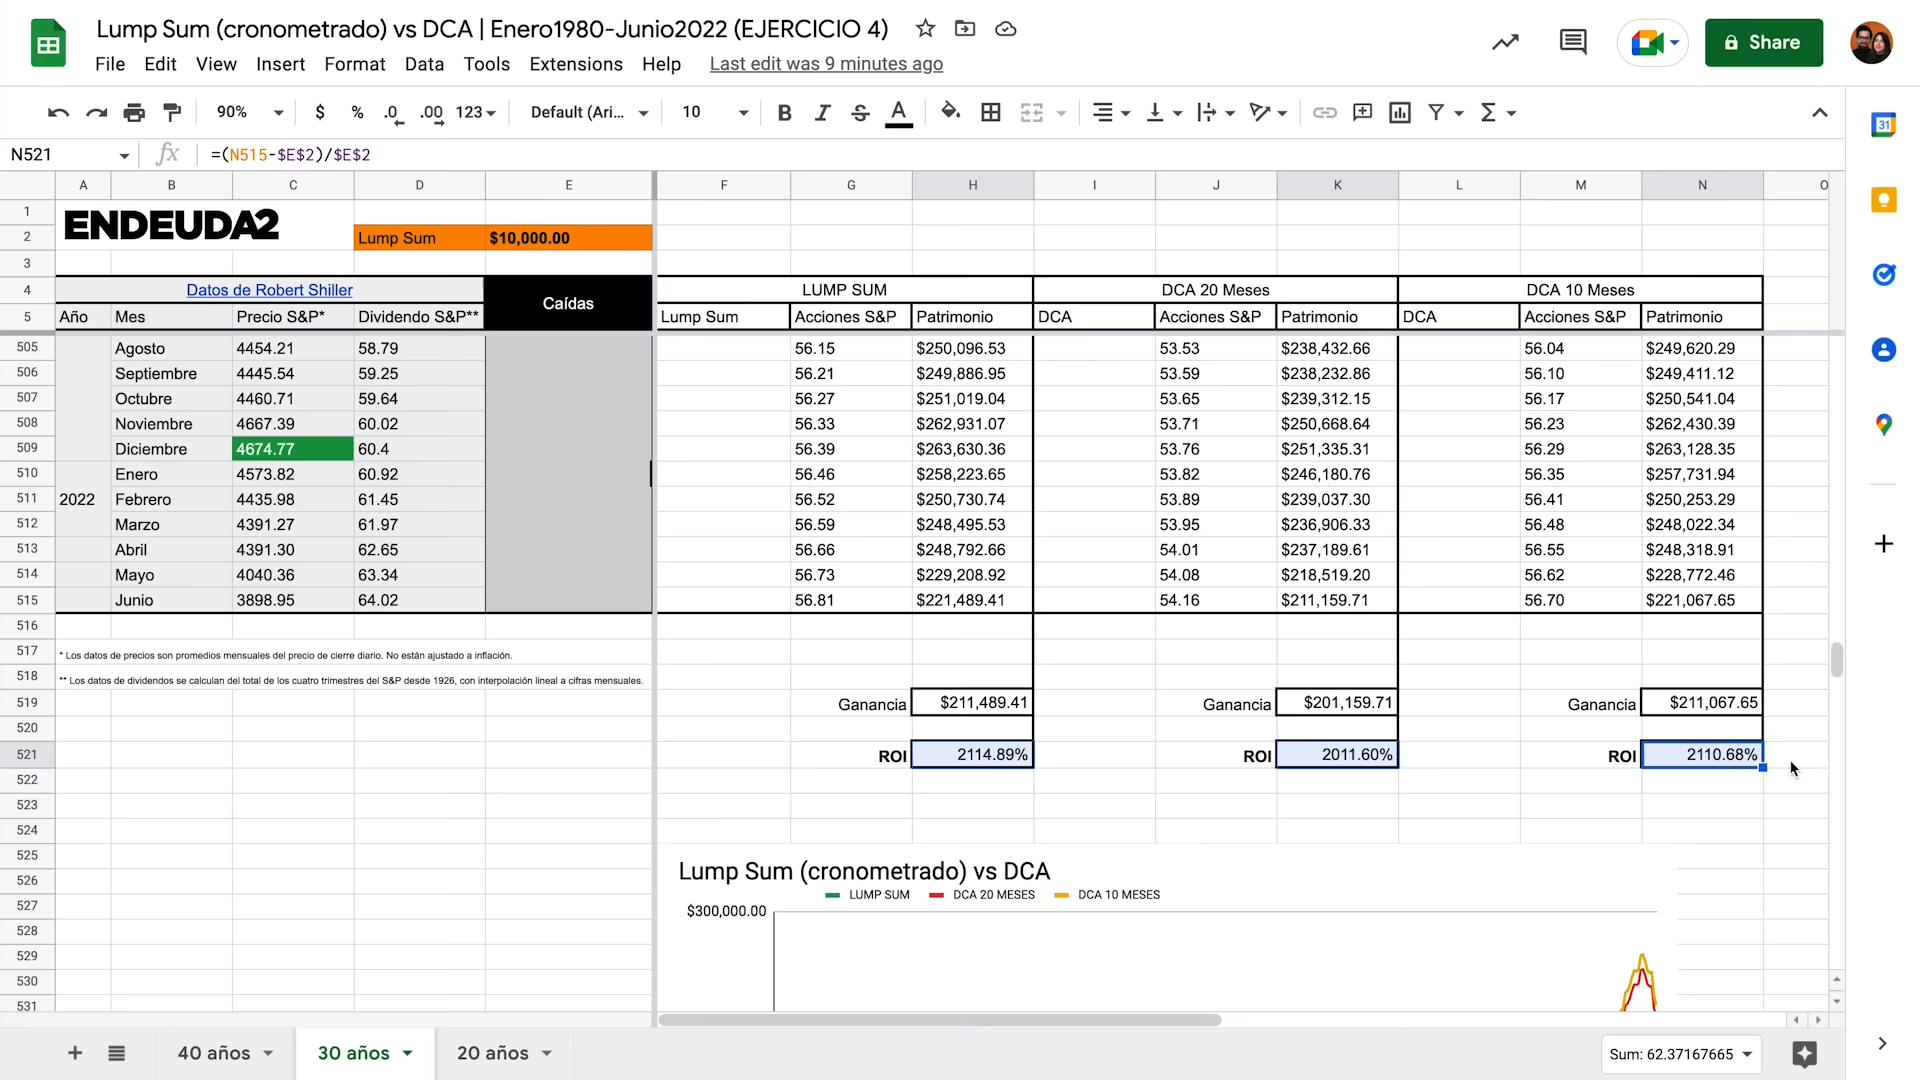 Lump Sum (cronometrado) vs DCA | Enero1980-Junio2022 (EJERCICIO 4)
File Edit View Insert Format Data Tools Extensions Help Last edit was 9 minutes ago
Share
90% $ % .0 .00 123 Default (Ari... 10 B I S A
31
N521 fx =(N515-$E$2)/$E$2
A B C D E F G H I J K L M N O
1 ENDEUDA2
2 Lump Sum $10,000.00
3
4 Datos de Robert Shiller Caídas LUMP SUM DCA 20 Meses DCA 10 Meses
5 Año Mes Precio S&P* Dividendo S&P** Lump Sum Acciones S&P Patrimonio DCA Acciones S&P Patrimonio DCA Acciones S&P Patrimonio
505 Agosto 4454.21 58.79 56.15 $250,096.53 53.53 $238,432.66 56.04 $249,620.29
506 Septiembre 4445.54 59.25 56.21 $249,886.95 53.59 $238,232.86 56.10 $249,411.12
507 Octubre 4460.71 59.64 56.27 $251,019.04 53.65 $239,312.15 56.17 $250,541.04
508 Noviembre 4667.39 60.02 56.33 $262,931.07 53.71 $250,668.64 56.23 $262,430.39
509 Diciembre 4674.77 60.4 56.39 $263,630.36 53.76 $251,335.31 56.29 $263,128.35
510 Enero 4573.82 60.92 56.46 $258,223.65 53.82 $246,180.76 56.35 $257,731.94
511 2022 Febrero 4435.98 61.45 56.52 $250,730.74 53.89 $239,037.30 56.41 $250,253.29
512 Marzo 4391.27 61.97 56.59 $248,495.53 53.95 $236,906.33 56.48 $248,022.34
513 Abril 4391.30 62.65 56.66 $248,792.66 54.01 $237,189.61 56.55 $248,318.91
514 Mayo 4040.36 63.34 56.73 $229,208.92 54.08 $218,519.20 56.62 $228,772.46
515 Junio 3898.95 64.02 56.81 $221,489.41 54.16 $211,159.71 56.70 $221,067.65
516
517 * Los datos de precios son promedios mensuales del precio de cierre diario. No están ajustado a inflación.
518 ** Los datos de dividendos se calculan del total de los cuatro trimestres del S&P desde 1926, con interpolación lineal a cifras mensuales.
519 Ganancia $211,489.41 Ganancia $201,159.71 Ganancia $211,067.65
520
521 ROI 2114.89% ROI 2011.60% ROI 2110.68%
522
523
524
525
526 Lump Sum (cronometrado) vs DCA
527 LUMP SUM DCA 20 MESES DCA 10 MESES
528 $300,000.00
529
530
531
40 años 30 años 20 años Sum: 62.37167665